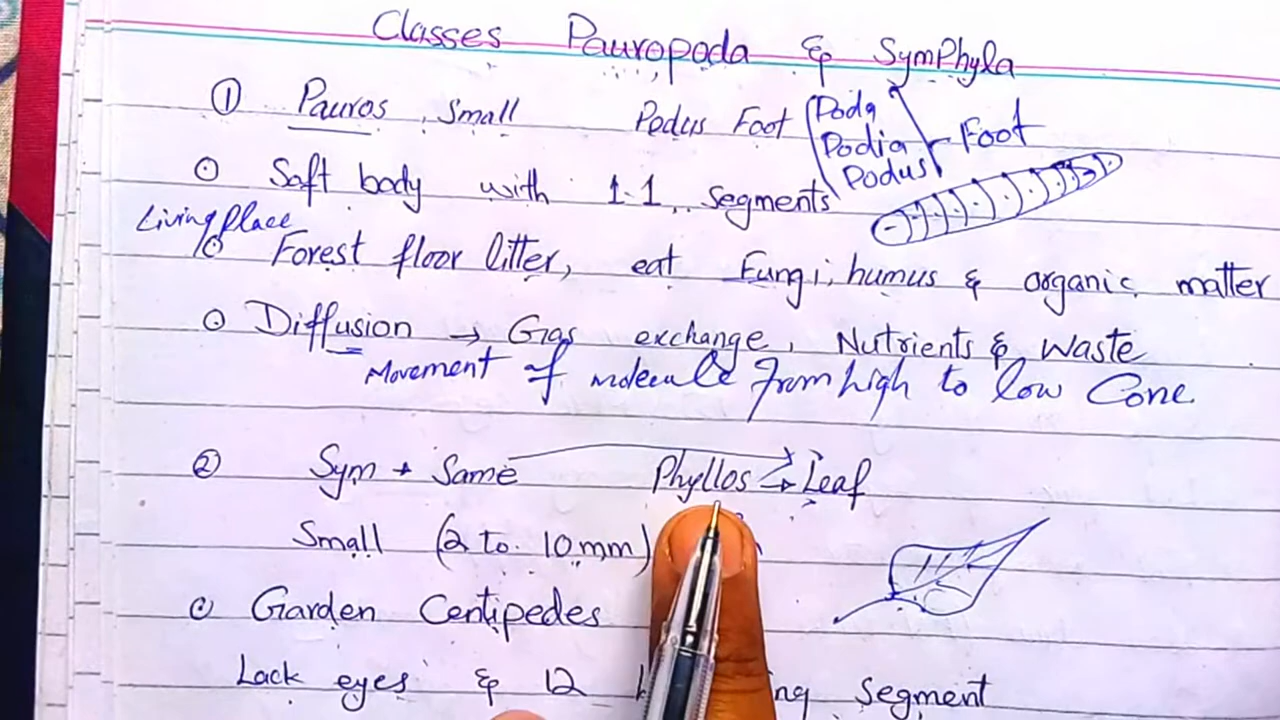 Classes Pauropoda & SymPhyla
① Pauros, Small Podus Foot Poda
Podia Foot
Podus
Soft body with 11 segments
Living Place
Forest floor litter, eat Fungi, humus & organic matter
Diffusion → Gas exchange, Nutrients & Waste
Movement of molecule from high to low Conc.
② Sym + Same Phyllos → Leaf
Small (2 to 10mm)
Garden Centipedes
Lack eyes & 12 segment